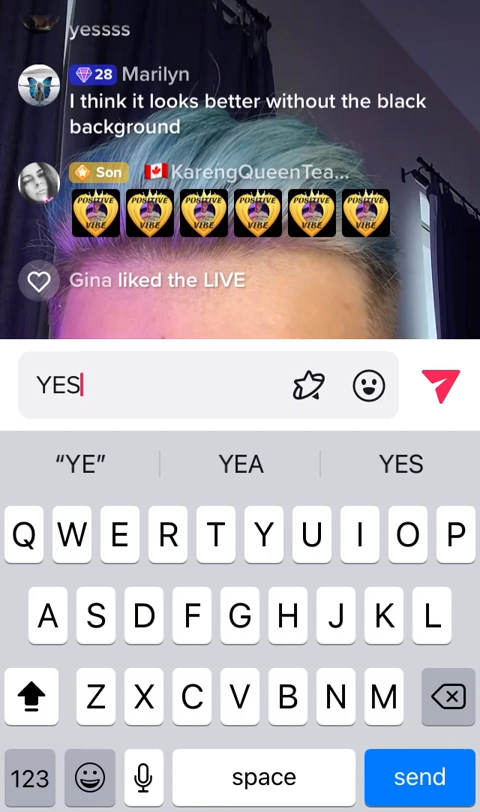 yessss
28 Marilyn
I think it looks better without the black
background
Son KarengQueenTea...
POSITIVE VIBE POSITIVE VIBE POSITIVE VIBE POSITIVE VIBE POSITIVE VIBE POSITIVE VIBE
Gina liked the LIVE
YES
“YE” YEA YES
Q W E R T Y U I O P
A S D F G H J K L
Z X C V B N M
123 space send